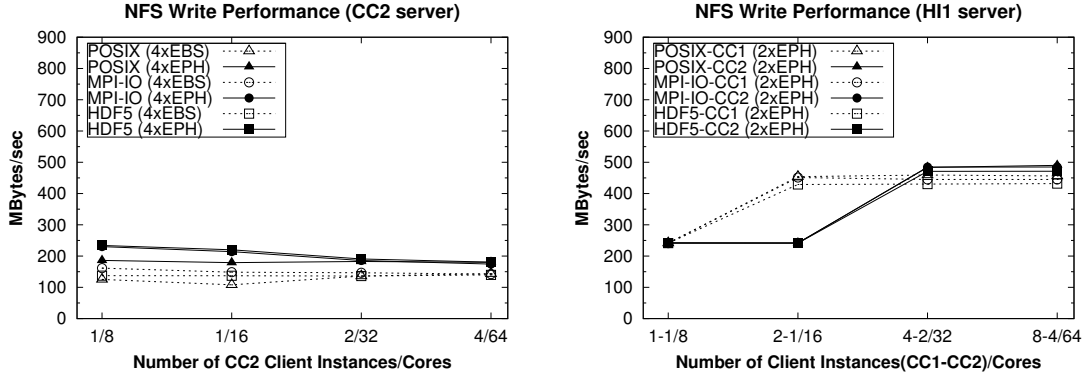 NFS Write Performance (CC2 server)
900
800
700
600
500
400
300
200
100
0
MBytes/sec
POSIX (4xEBS)
POSIX (4xEPH)
MPI-IO (4xEBS)
MPI-IO (4xEPH)
HDF5 (4xEBS)
HDF5 (4xEPH)
1/8 1/16 2/32 4/64
Number of CC2 Client Instances/Cores
NFS Write Performance (HI1 server)
900
800
700
600
500
400
300
200
100
0
MBytes/sec
POSIX-CC1 (2xEPH)
POSIX-CC2 (2xEPH)
MPI-IO-CC1 (2xEPH)
MPI-IO-CC2 (2xEPH)
HDF5-CC1 (2xEPH)
HDF5-CC2 (2xEPH)
1-1/8 2-1/16 4-2/32 8-4/64
Number of Client Instances(CC1-CC2)/Cores